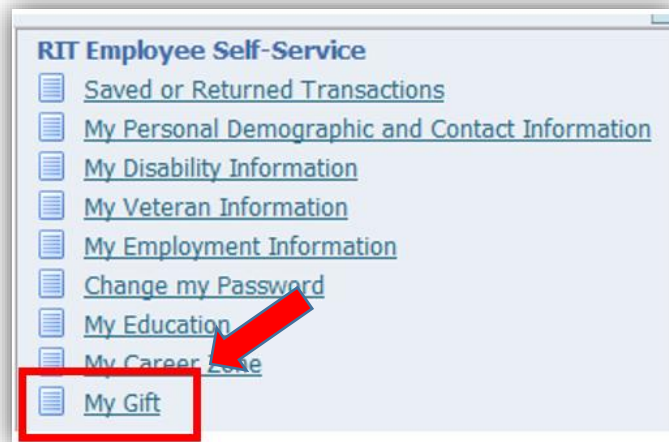 RIT Employee Self-Service
Saved or Returned Transactions
My Personal Demographic and Contact Information
My Disability Information
My Veteran Information
My Employment Information
Change my Password
My Education
My Career Zone
My Gift